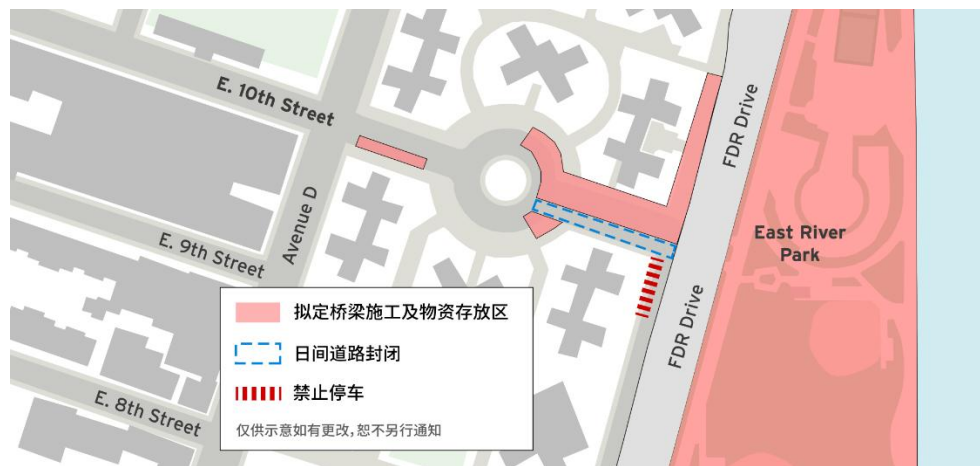 E. 10th Street
Avenue D
E. 9th Street
E. 8th Street
FDR Drive
FDR Drive
East River
Park
拟定桥梁施工及物资存放区
日间道路封闭
禁止停车
仅供示意如有更改,恕不另行通知